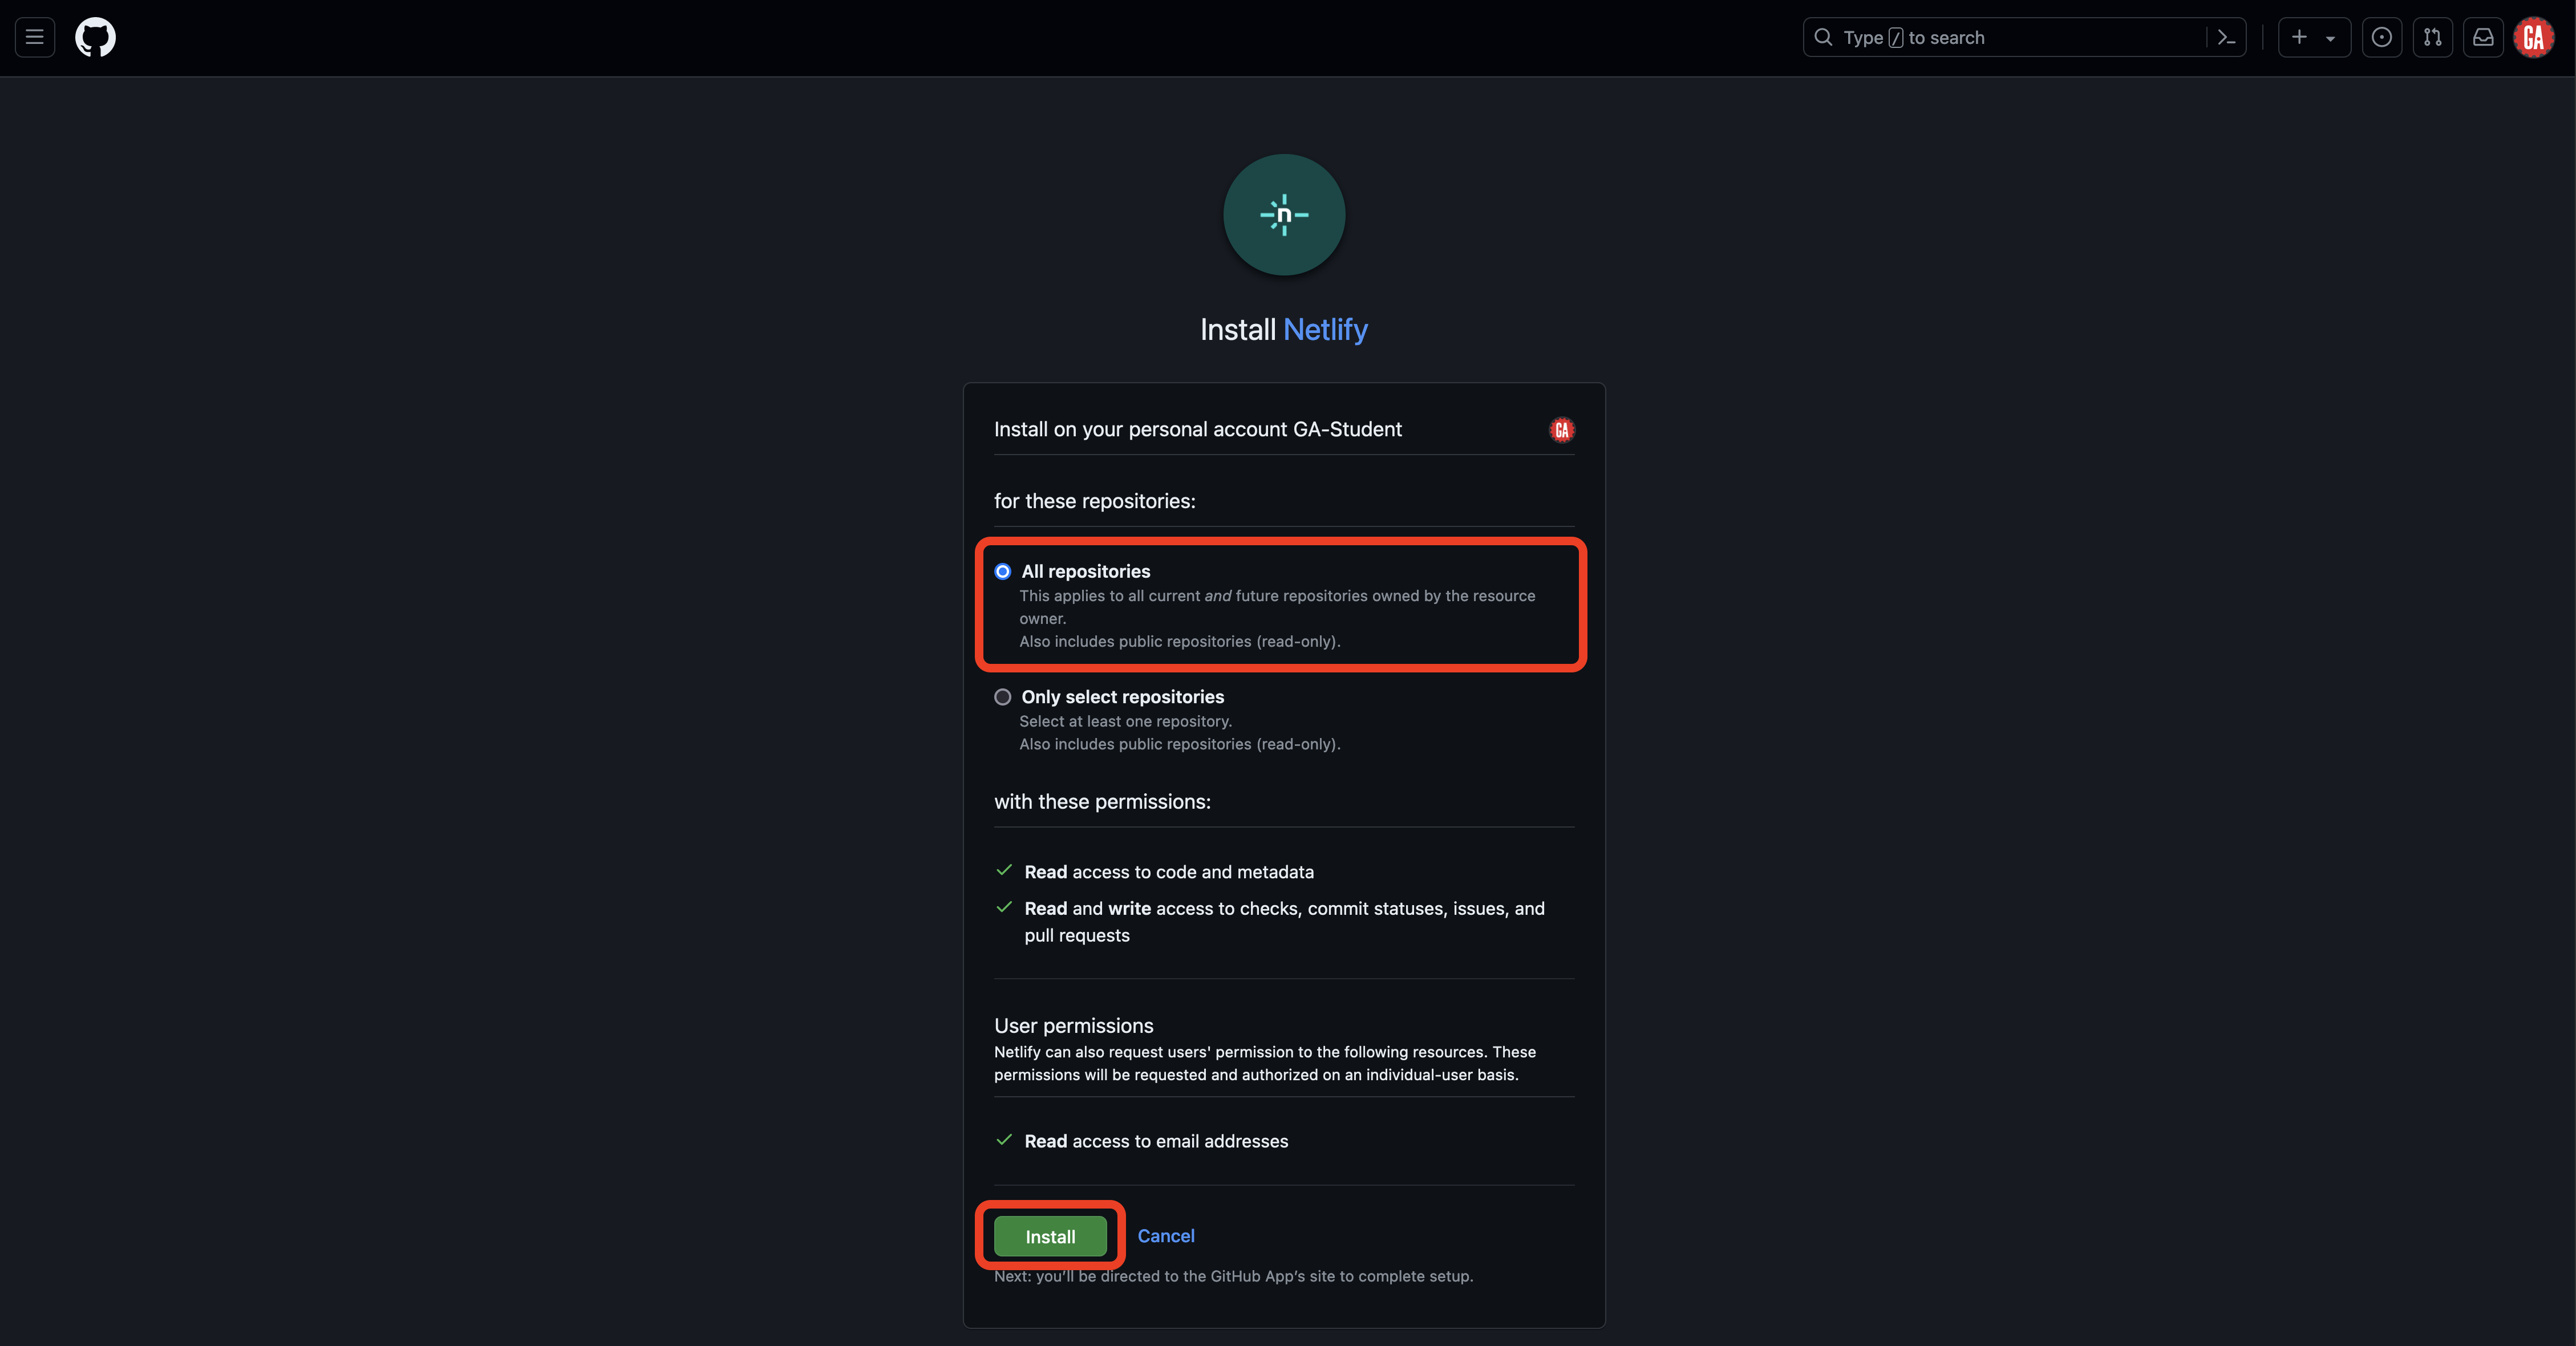 Type / to search
GA
n
Install Netlify
Install on your personal account GA-Student
GA
for these repositories:
All repositories
This applies to all current and future repositories owned by the resource
owner.
Also includes public repositories (read-only).
Only select repositories
Select at least one repository.
Also includes public repositories (read-only).
with these permissions:
Read access to code and metadata
Read and write access to checks, commit statuses, issues, and
pull requests
User permissions
Netlify can also request users' permission to the following resources. These
permissions will be requested and authorized on an individual-user basis.
Read access to email addresses
Install Cancel
Next: you'll be directed to the GitHub App's site to complete setup.